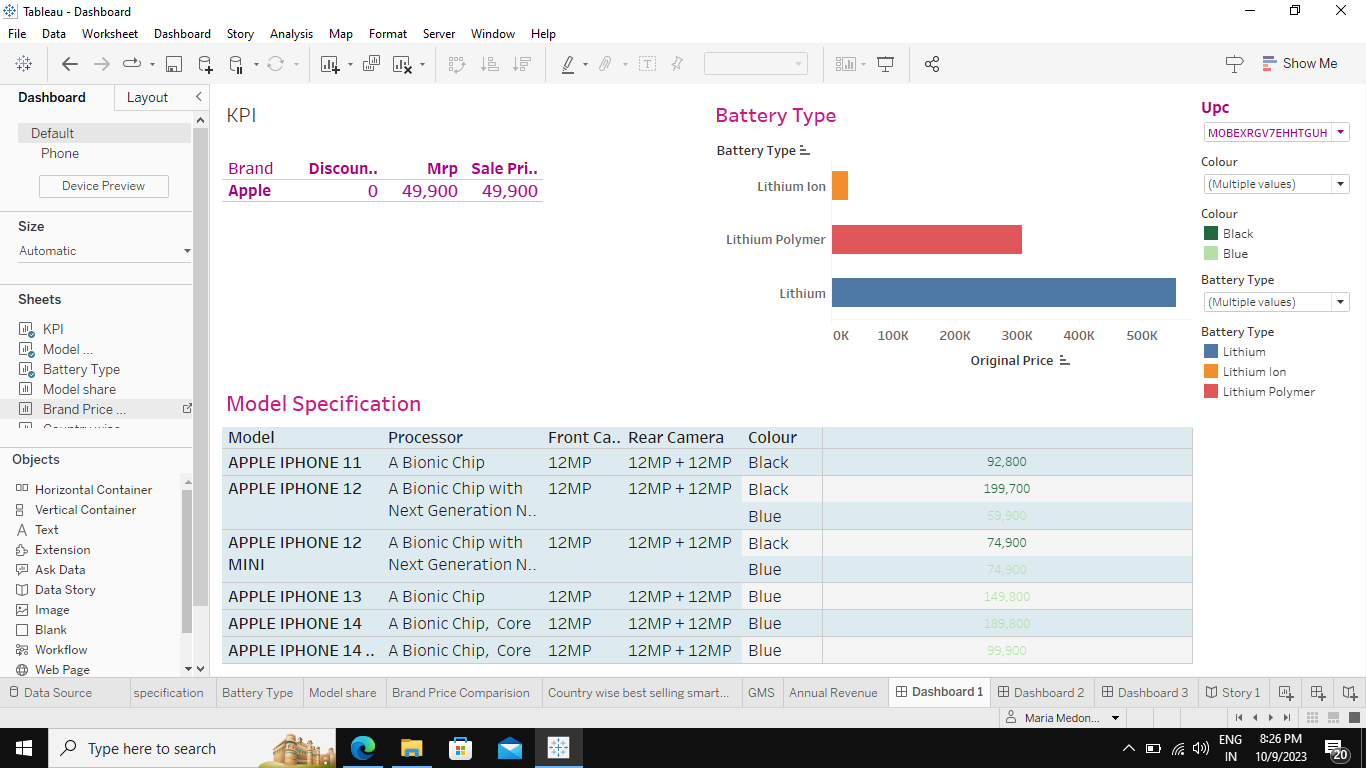 Tableau - Dashboard
File Data Worksheet Dashboard Story Analysis Map Format Server Window Help
Show Me
Dashboard Layout
Default
Phone
Device Preview
Size
Automatic
Sheets
KPI
Model ...
Battery Type
Model share
Brand Price ...
Objects
Horizontal Container
Vertical Container
Text
Extension
Ask Data
Data Story
Image
Blank
Workflow
Web Page
KPI
Brand Discoun.. Mrp Sale Pri..
Apple 0 49,900 49,900
Battery Type
Battery Type
Lithium Ion
Lithium Polymer
Lithium
0K 100K 200K 300K 400K 500K
Original Price
Upc
MOBEXRGV7EHHTGUH
Colour
(Multiple values)
Colour
Black
Blue
Battery Type
(Multiple values)
Battery Type
Lithium
Lithium Ion
Lithium Polymer
Model Specification
Model Processor Front Ca.. Rear Camera Colour
APPLE IPHONE 11 A Bionic Chip 12MP 12MP + 12MP Black 92,800
APPLE IPHONE 12 A Bionic Chip with 12MP 12MP + 12MP Black 199,700
Next Generation N.. Blue 59,900
APPLE IPHONE 12 A Bionic Chip with 12MP 12MP + 12MP Black 74,900
MINI Next Generation N.. Blue 74,900
APPLE IPHONE 13 A Bionic Chip 12MP 12MP + 12MP Blue 149,800
APPLE IPHONE 14 A Bionic Chip, Core 12MP 12MP + 12MP Blue 189,800
APPLE IPHONE 14 .. A Bionic Chip, Core 12MP 12MP + 12MP Blue 99,900
Data Source specification Battery Type Model share Brand Price Comparision Country wise best selling smart... GMS Annual Revenue Dashboard 1 Dashboard 2 Dashboard 3 Story 1
Maria Medon...
Type here to search
ENG
IN
8:26 PM
10/9/2023
20